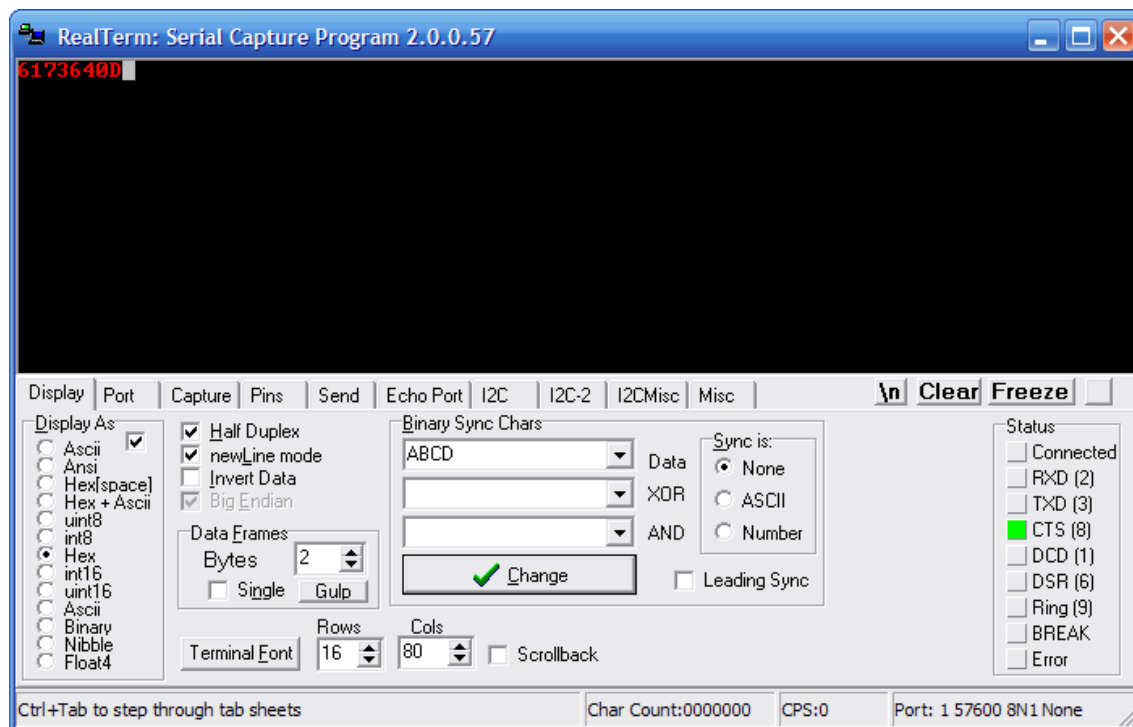 RealTerm: Serial Capture Program 2.0.0.57
6173640D
Display Port Capture Pins Send Echo Port I2C I2C-2 I2CMisc Misc \n Clear Freeze
Display As
Ascii
Ansi
Hex[space]
Hex + Ascii
uint8
int8
Hex
int16
uint16
Ascii
Binary
Nibble
Float4
Half Duplex
newLine mode
Invert Data
Big Endian
Data Frames
Bytes 2
Single Gulp
Binary Sync Chars
ABCD Data
XOR
AND
Change
Sync is:
None
ASCII
Number
Leading Sync
Terminal Font
Rows
16
Cols
80
Scrollback
Status
Connected
RXD (2)
TXD (3)
CTS (8)
DCD (1)
DSR (6)
Ring (9)
BREAK
Error
Ctrl+Tab to step through tab sheets Char Count:0000000 CPS:0 Port: 1 57600 8N1 None